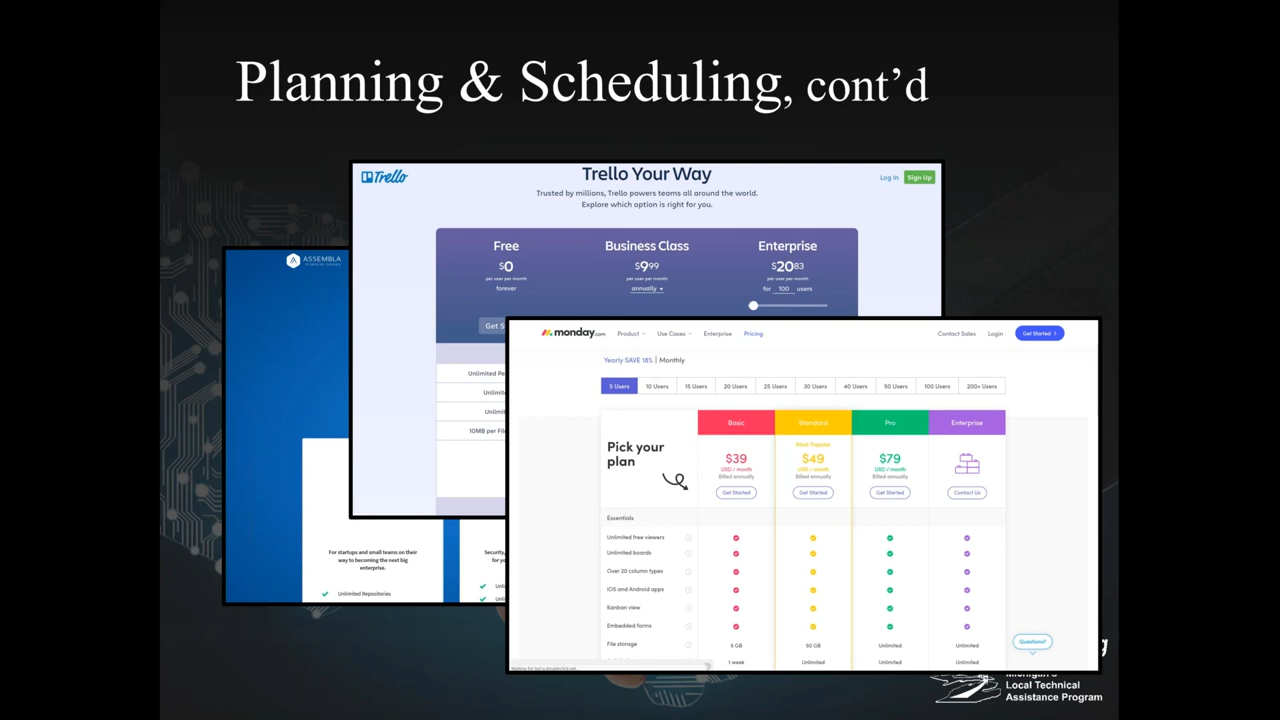 Planning & Scheduling, cont’d
Trello
Trello Your Way
Log In
Sign Up
Trusted by millions, Trello powers teams all around the world.
Explore which option is right for you.
Free
Business Class
Enterprise
$0
$9.99
$20.83
per user per month
per user per month
per user per month
forever
annually
for 100 users
Get S
Unlimited Pe
Unlimit
Unlimit
10MB per Fil
ASSEMBLA
For startups and small teams on their
way to becoming the next big
enterprise.
Unlimited Repositories
Security,
for yo
Unli
Unli
monday.com
Product
Use Cases
Enterprise
Pricing
Contact Sales
Login
Get Started
Yearly SAVE 18% | Monthly
5 Users
10 Users
15 Users
20 Users
25 Users
30 Users
40 Users
50 Users
100 Users
200+ Users
Pick your
plan
Basic
Standard
Pro
Enterprise
Most Popular
$39
$49
$79
USD / month
USD / month
USD / month
Billed annually
Billed annually
Billed annually
Get Started
Get Started
Get Started
Contact Us
Essentials
Unlimited free viewers
Unlimited boards
Over 20 column types
iOS and Android apps
Kanban view
Embedded forms
File storage
5 GB
50 GB
Unlimited
Unlimited
1 week
Unlimited
Unlimited
Unlimited
Questions?
g
Michigan's
Local Technical
Assistance Program